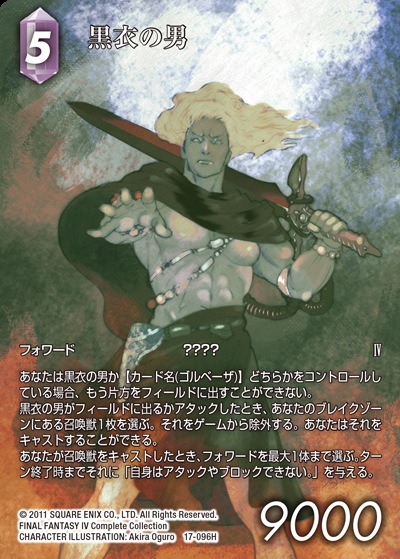 5
黒衣の男
フォワード ???? Ⅳ
あなたは黒衣の男か【カード名(ゴルベーザ)】どちらかをコントロールし
ている場合、もう片方をフィールドに出すことができない。
黒衣の男がフィールドに出るかアタックしたとき、あなたのブレイクゾー
ンにある召喚獣1枚を選ぶ。それをゲームから除外する。あなたはそれを
キャストすることができる。
あなたが召喚獣をキャストしたとき、フォワードを最大1体まで選ぶ。ター
ン終了時までそれに「自身はアタックやブロックできない。」を与える。
© 2011 SQUARE ENIX CO., LTD. All Rights Reserved.
FINAL FANTASY IV Complete Collection
CHARACTER ILLUSTRATION: Akira Oguro 17-096H
9000